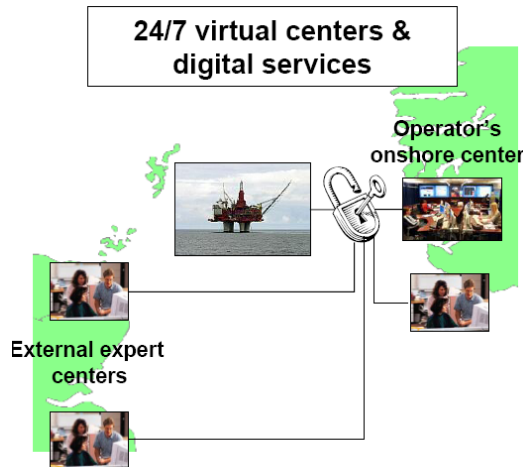 24/7 virtual centers &
digital services
Operator's
onshore center
External expert
centers